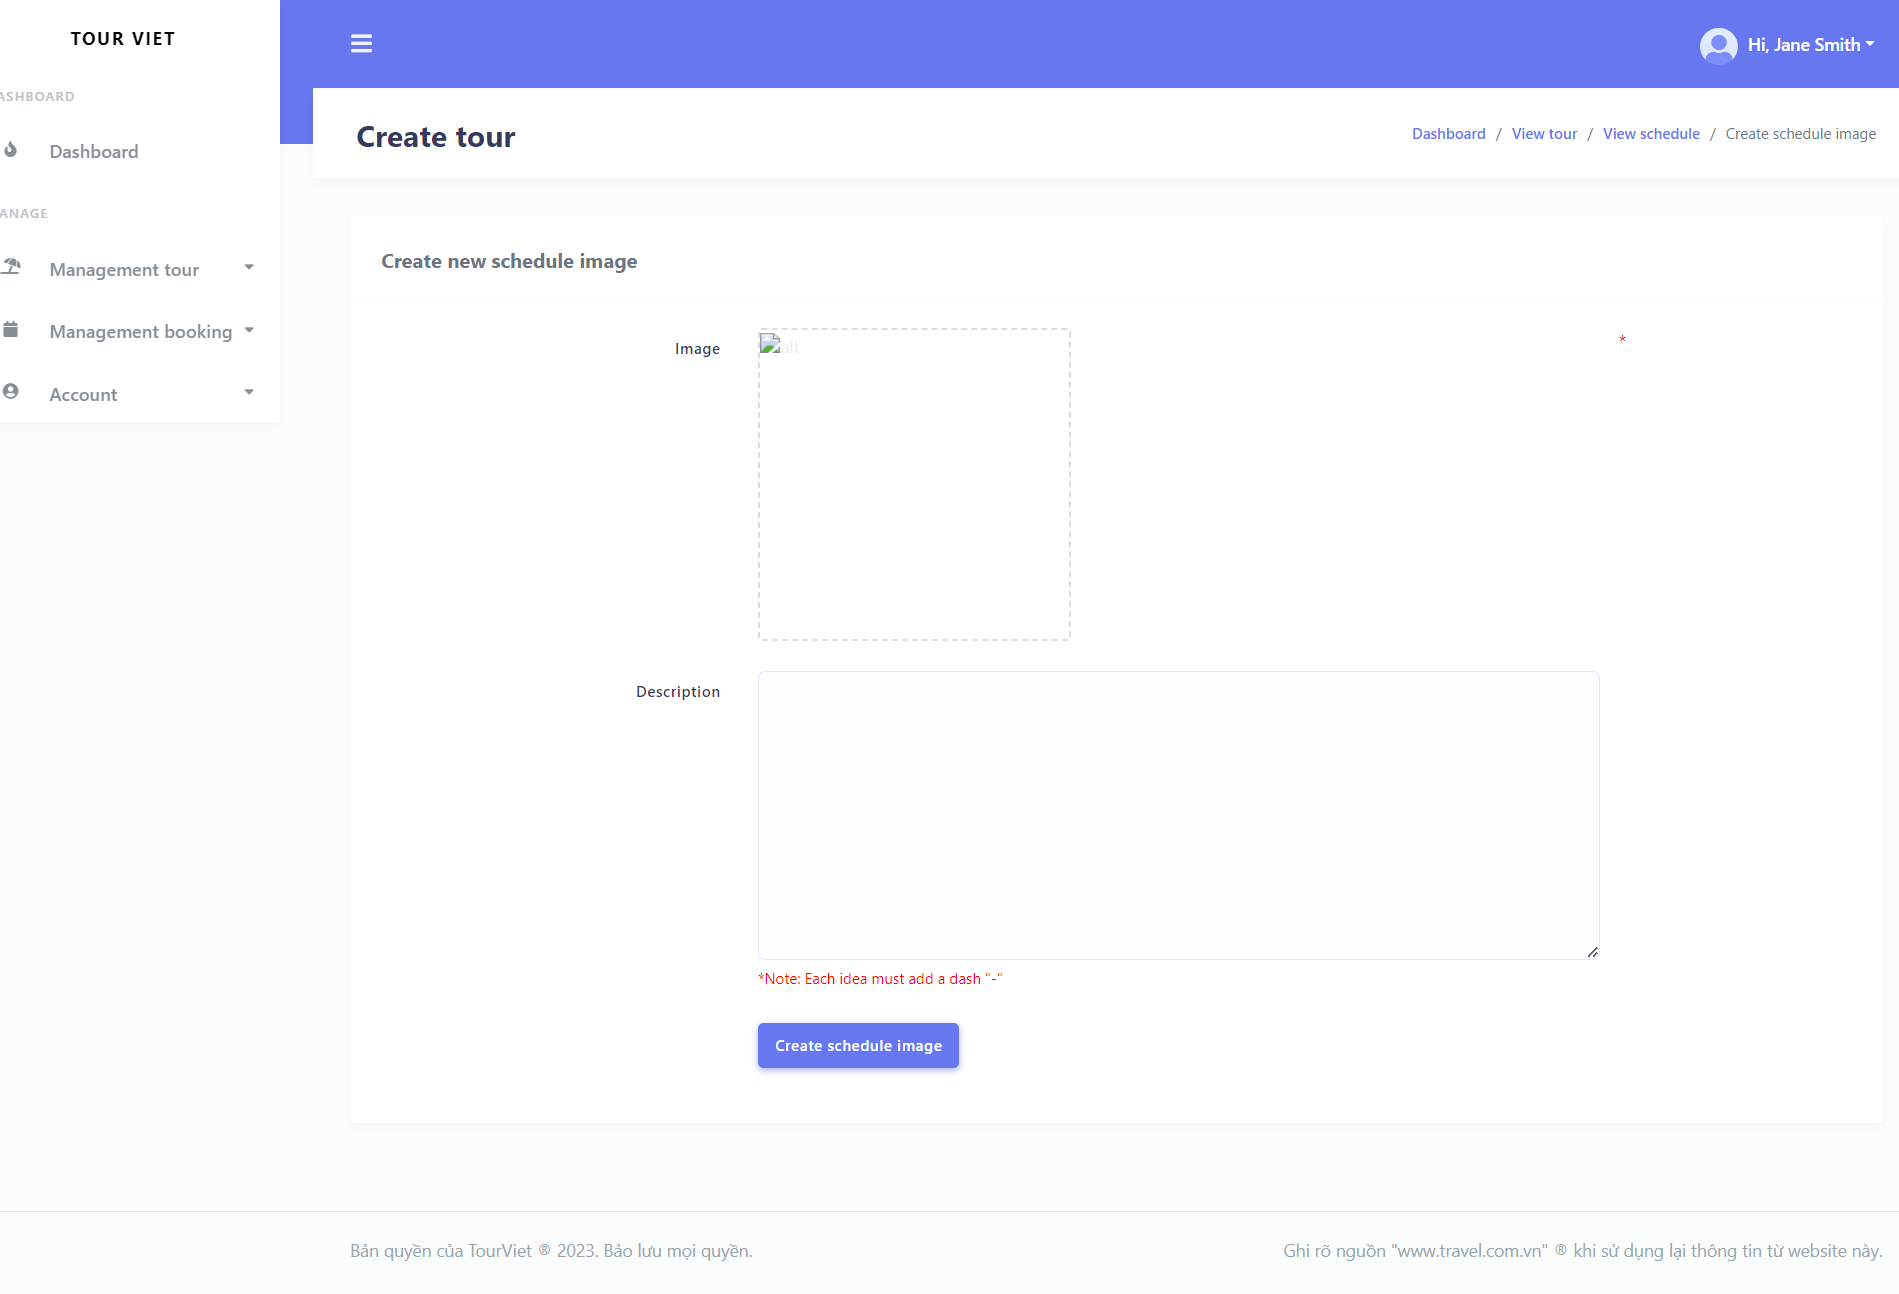 TOUR VIET
Hi, Jane Smith
ASHBOARD
Dashboard
ANAGE
Management tour
Management booking
Account
Create tour
Dashboard / View tour / View schedule / Create schedule image
Create new schedule image
Image
alt
*
Description
*Note: Each idea must add a dash "-"
Create schedule image
Bản quyền của TourViet ® 2023. Bảo lưu mọi quyền.
Ghi rõ nguồn "www.travel.com.vn" ® khi sử dụng lại thông tin từ website này.